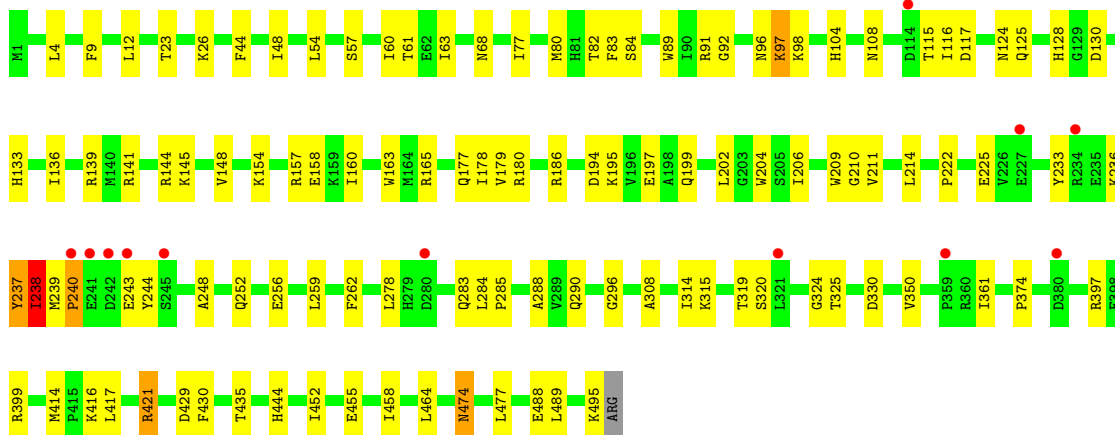 M1 L4 F9 L12 T23 K26 F44 I48 L54 S57 I60 T61 E62 I63 N68 I77 M80 H81 T82 F83 S84 W89 I90 R91 G92 N96 K97 K98 H104 N108 D114 T115 I116 D117 N124 Q125 H128 G129 D130
H133 I136 R139 M140 R141 R144 K145 V148 K154 R157 E158 K159 I160 W163 M164 R165 Q177 I178 V179 R180 R186 D194 K195 V196 E197 A198 Q199 L202 G203 W204 S205 I206 W209 G210 V211 L214 P222 E225 V226 E227 Y233 R234 E235 K236
Y237 I238 M239 P240 E241 D242 E243 Y244 S245 A248 Q252 E256 L259 F262 L278 H279 D280 Q283 L284 P285 A288 V289 Q290 G296 A308 I314 K315 T319 S320 L321 G324 T325 D330 V350 P359 R360 I361 P374 D380 R397 E398
R399 M414 P415 K416 L417 R421 D429 F430 T435 H444 I452 E455 I458 L464 N474 L477 E488 L489 K495 ARG